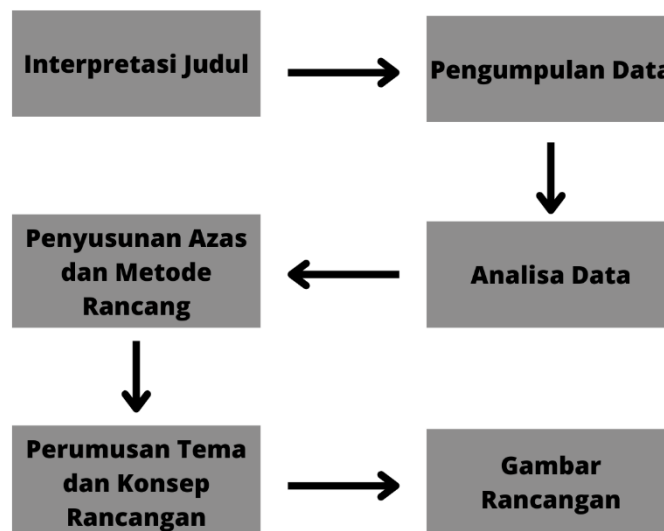 Interpretasi Judul
Pengumpulan Data
Penyusunan Azas
dan Metode
Rancang
Analisa Data
Perumusan Tema
dan Konsep
Rancangan
Gambar
Rancangan